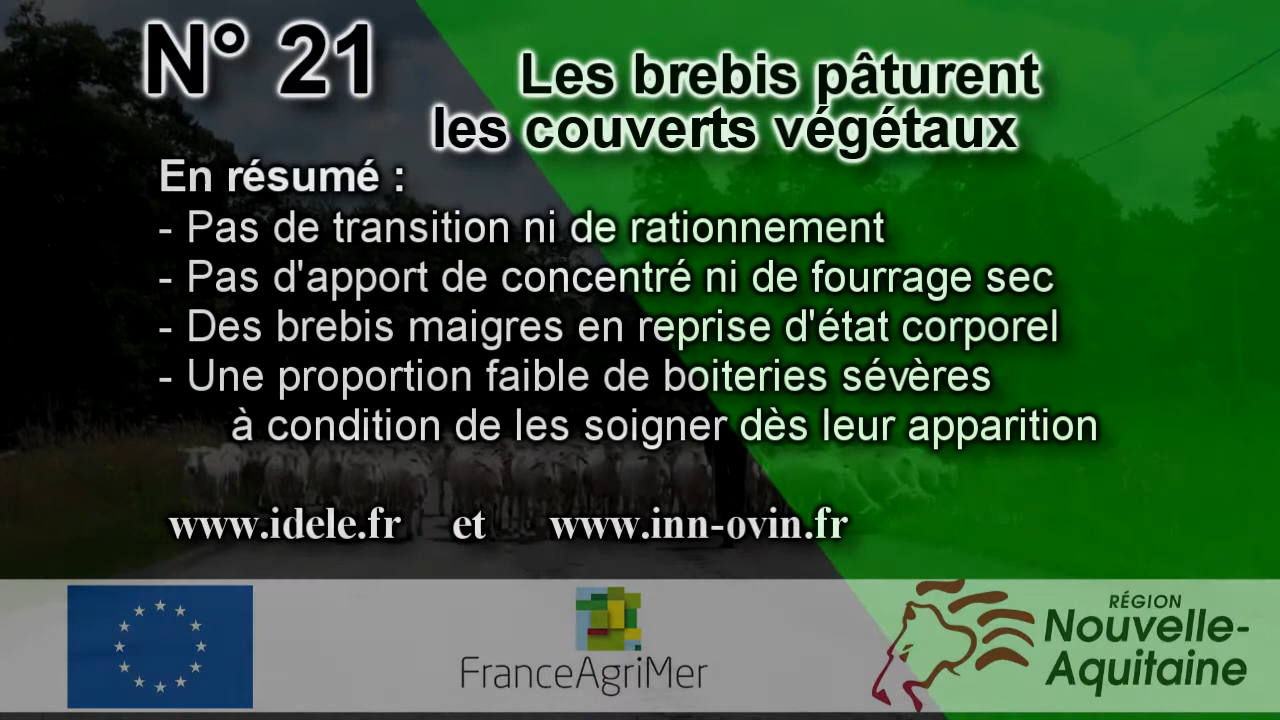 N° 21
Les brebis pâturent
les couverts végétaux
En résumé :
- Pas de transition ni de rationnement
- Pas d'apport de concentré ni de fourrage sec
- Des brebis maigres en reprise d'état corporel
- Une proportion faible de boiteries sévères
à condition de les soigner dès leur apparition
www.idele.fr et www.inn-ovin.fr
FranceAgriMer
RÉGION
Nouvelle-
Aquitaine